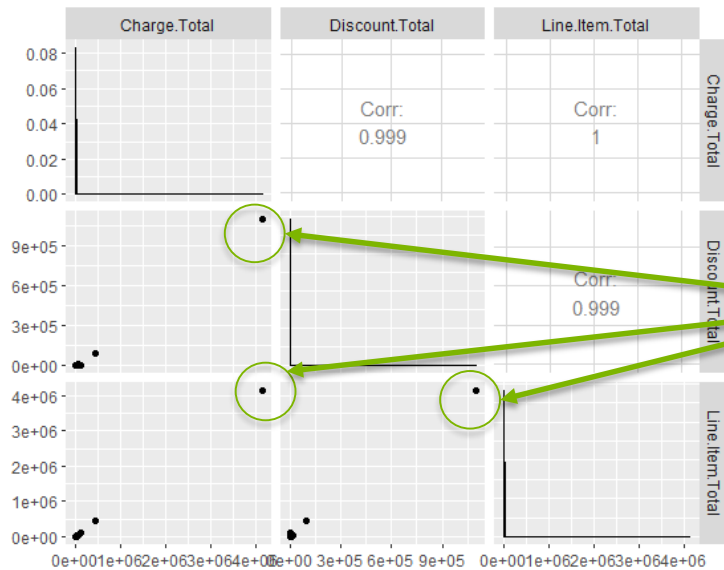 Charge.Total Discount.Total Line.Item.Total
0.08
0.06
0.04
0.02
0.00
Corr:
0.999
Corr:
1
Charge.Total
9e+05
6e+05
3e+05
0e+00
Corr:
0.999
Discount.Total
4e+06
3e+06
2e+06
1e+06
0e+00
Line.Item.Total
0e+001e+062e+063e+064e+06 0e+00 3e+05 6e+05 9e+05 0e+001e+062e+063e+064e+06